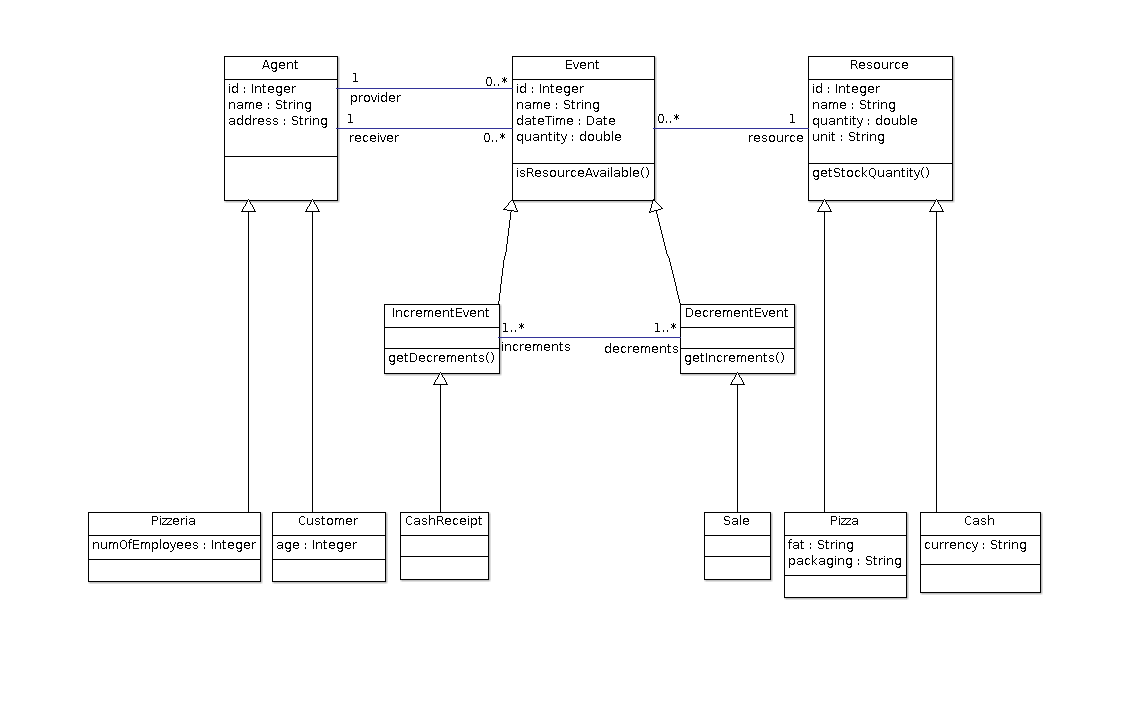 Agent
id : Integer
name : String
address : String
1
provider
0..*
1
receiver
0..*
Event
id : Integer
name : String
dateTime : Date
quantity : double
isResourceAvailable()
0..*
1
resource
Resource
id : Integer
name : String
quantity : double
unit : String
getStockQuantity()
IncrementEvent
getDecrements()
1..*
increments
1..*
decrements
DecrementEvent
getIncrements()
Pizzeria
numOfEmployees : Integer
Customer
age : Integer
CashReceipt
Sale
Pizza
fat : String
packaging : String
Cash
currency : String